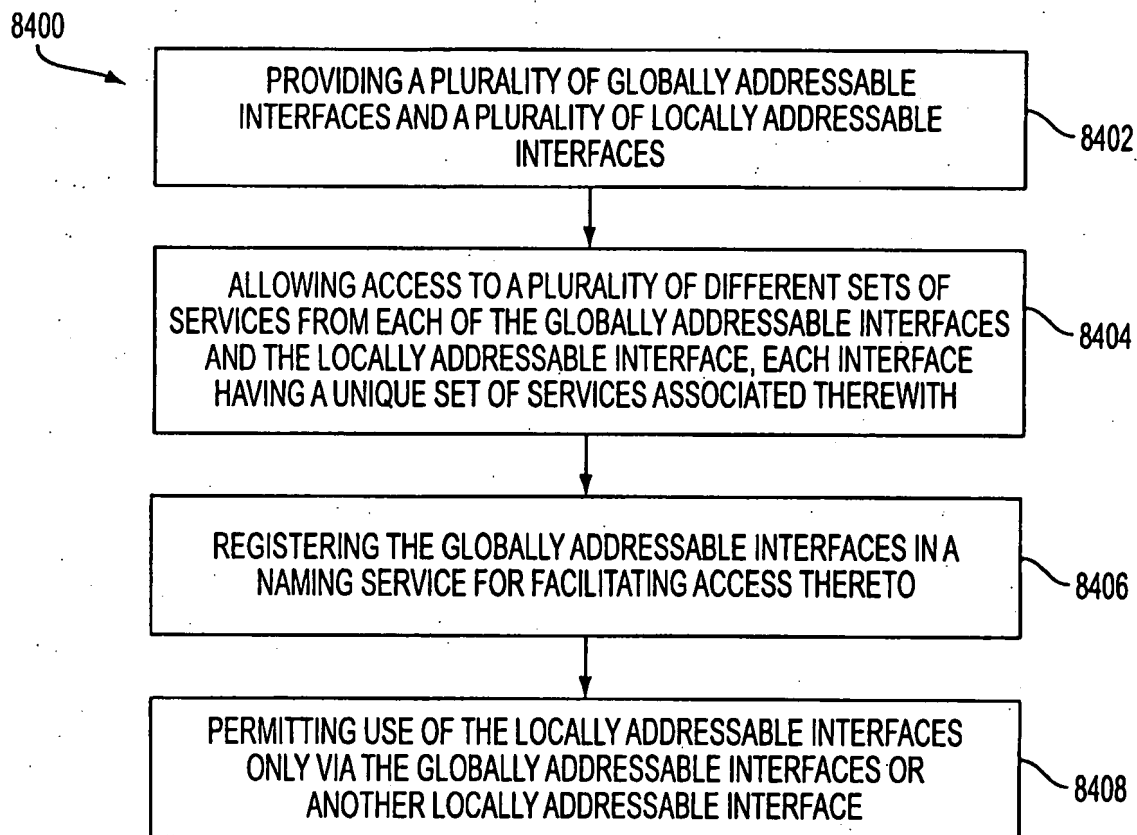 8400
PROVIDING A PLURALITY OF GLOBALLY ADDRESSABLE
INTERFACES AND A PLURALITY OF LOCALLY ADDRESSABLE
INTERFACES
8402
ALLOWING ACCESS TO A PLURALITY OF DIFFERENT SETS OF
SERVICES FROM EACH OF THE GLOBALLY ADDRESSABLE INTERFACES
AND THE LOCALLY ADDRESSABLE INTERFACE, EACH INTERFACE
HAVING A UNIQUE SET OF SERVICES ASSOCIATED THEREWITH
8404
REGISTERING THE GLOBALLY ADDRESSABLE INTERFACES IN A
NAMING SERVICE FOR FACILITATING ACCESS THERETO
8406
PERMITTING USE OF THE LOCALLY ADDRESSABLE INTERFACES
ONLY VIA THE GLOBALLY ADDRESSABLE INTERFACES OR
ANOTHER LOCALLY ADDRESSABLE INTERFACE
8408